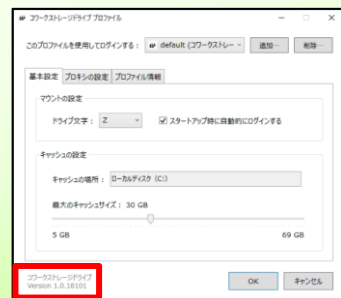 コワークストレージドライブ プロファイル
このプロファイルを使用してログインする： default (コワークストレー 追加… 削除…
基本設定 プロキシの設定 プロファイル情報
マウントの設定
ドライブ文字： Z スタートアップ時に自動的にログインする
キャッシュの設定
キャッシュの場所： ローカルディスク (C:)
最大のキャッシュサイズ： 30 GB
5 GB 69 GB
コワークストレージドライブ
Version 1.0.18101
OK キャンセル